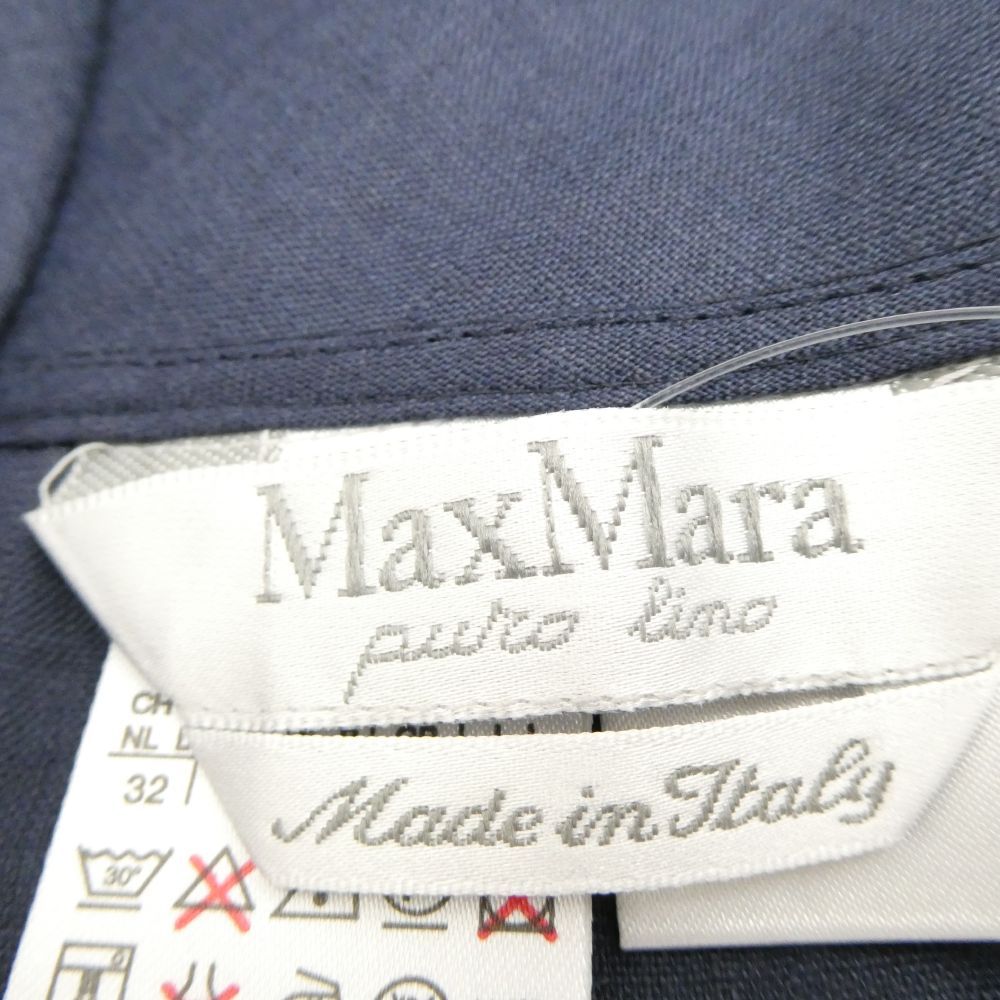 MaxMara
puro lino
Made in Italy
CH
NL
32
30°